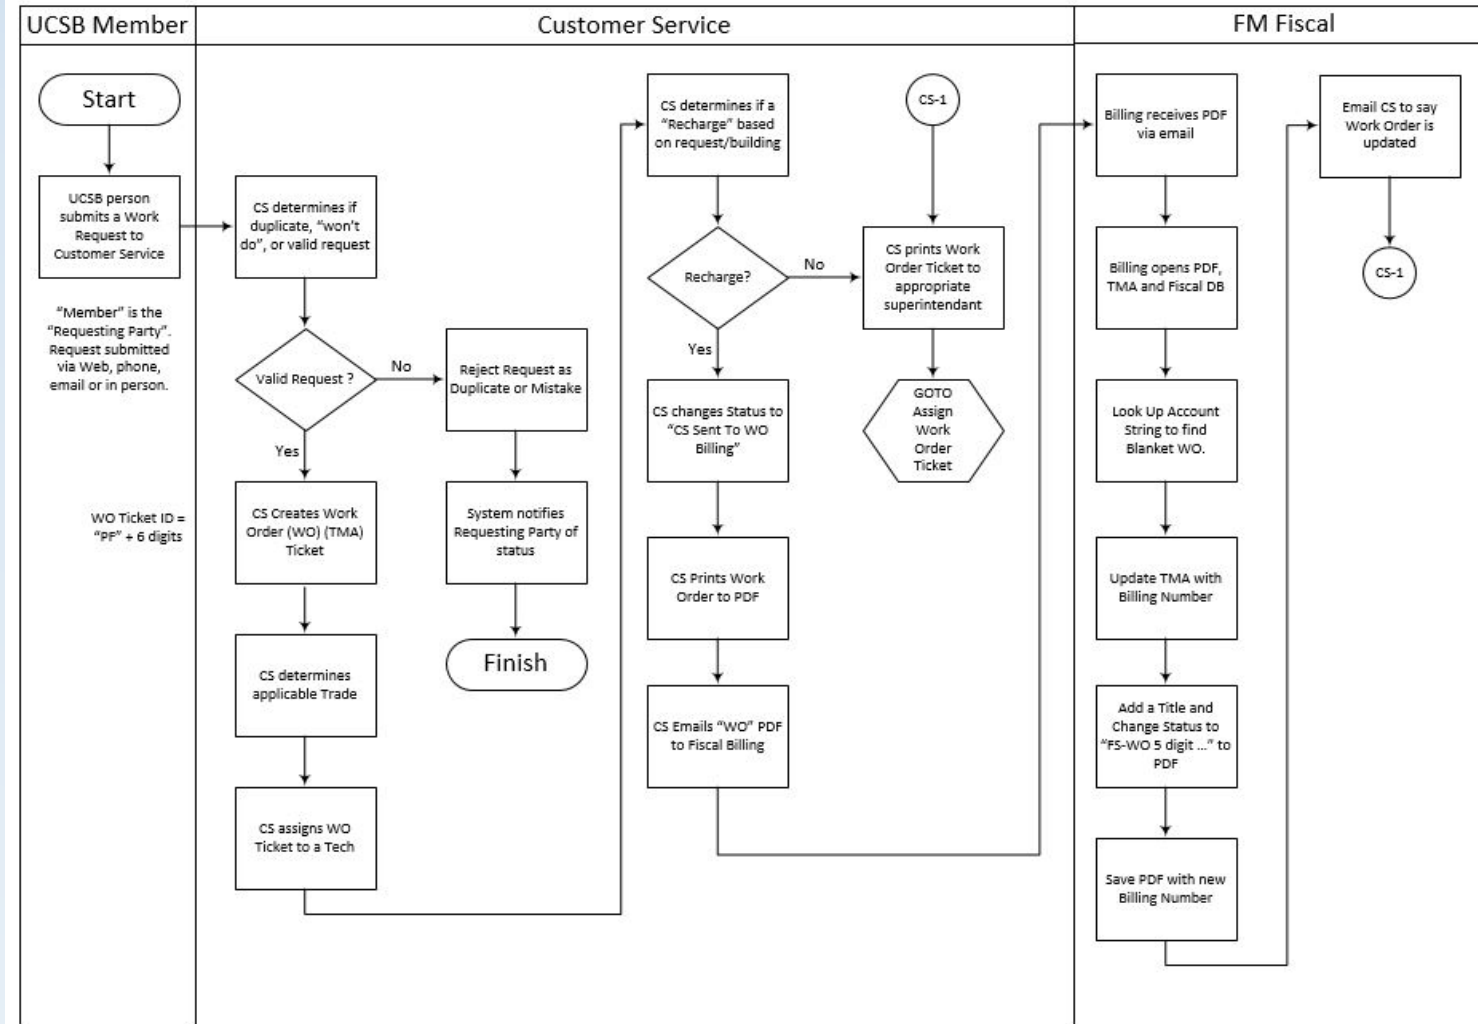 UCSB Member
Customer Service
FM Fiscal
Start
UCSB person
submits a Work
Request to
Customer Service
"Member" is the
"Requesting Party".
Request submitted
via Web, phone,
email or in person.
WO Ticket ID =
"PF" + 6 digits
CS determines if
duplicate, "won't
do", or valid request
Valid Request ?
No
Yes
Reject Request as
Duplicate or Mistake
System notifies
Requesting Party of
status
Finish
CS Creates Work
Order (WO) (TMA)
Ticket
CS determines
applicable Trade
CS assigns WO
Ticket to a Tech
CS determines if a
"Recharge" based
on request/building
Recharge?
No
Yes
CS changes Status to
"CS Sent To WO
Billing"
CS Prints Work
Order to PDF
CS Emails "WO" PDF
to Fiscal Billing
CS-1
CS prints Work
Order Ticket to
appropriate
superintendant
GOTO
Assign
Work
Order
Ticket
Billing receives PDF
via email
Billing opens PDF,
TMA and Fiscal DB
Look Up Account
String to find
Blanket WO.
Update TMA with
Billing Number
Add a Title and
Change Status to
"FS-WO 5 digit ..." to
PDF
Save PDF with new
Billing Number
Email CS to say
Work Order is
updated
CS-1